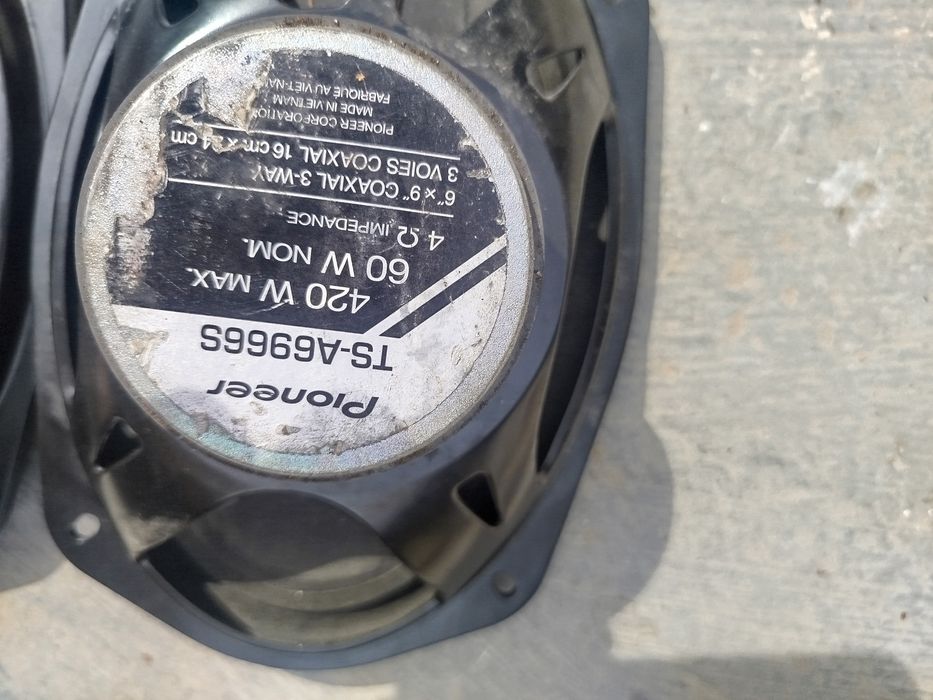 Pioneer
TS-A6966S
420 W MAX.
60 W NOM.
4 Ω IMPEDANCE
6″ × 9″ COAXIAL 3-WAY
3 VOIES COAXIAL 16 cm × 24 cm
PIONEER CORPORATION
MADE IN VIETNAM
FABRIQUÉ AU VIET-NAM